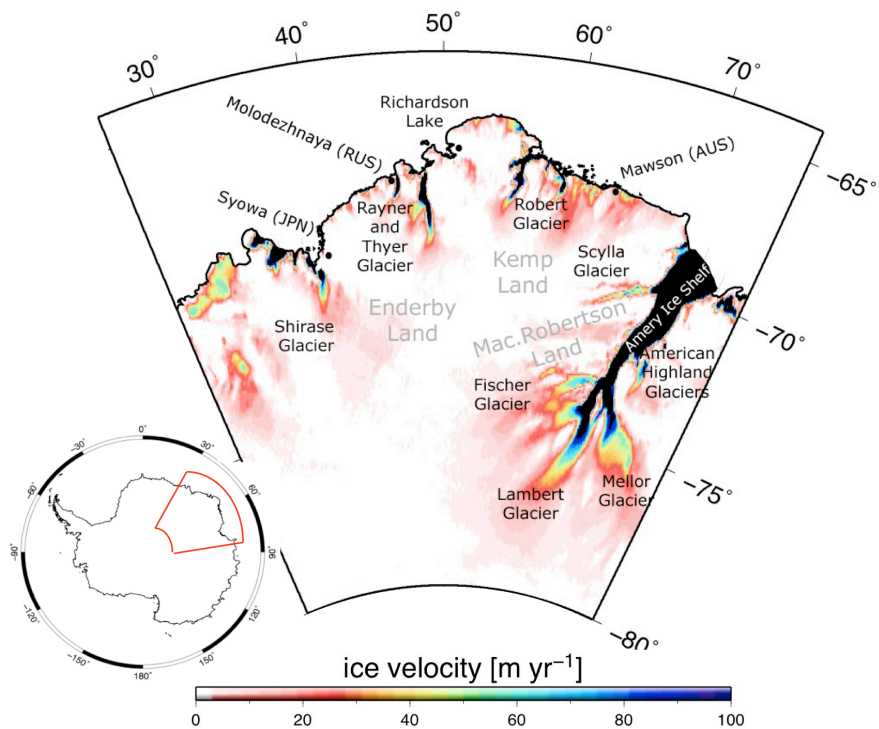 30°
40°
50°
60°
70°
Richardson
Lake
Molodezhnaya (RUS)
Mawson (AUS)
−65°
Syowa (JPN)
Rayner
and
Thyer
Glacier
Robert
Glacier
Kemp
Land
Scylla
Glacier
Enderby
Land
Shirase
Glacier
Mac.Robertson
Land
Amery Ice Shelf
−70°
American
Highland
Glaciers
Fischer
Glacier
Lambert
Glacier
Mellor
Glacier
−75°
−80°
0°
30°
60°
90°
120°
150°
180°
−150°
−120°
−90°
−60°
−30°
ice velocity [m yr−1]
0
20
40
60
80
100